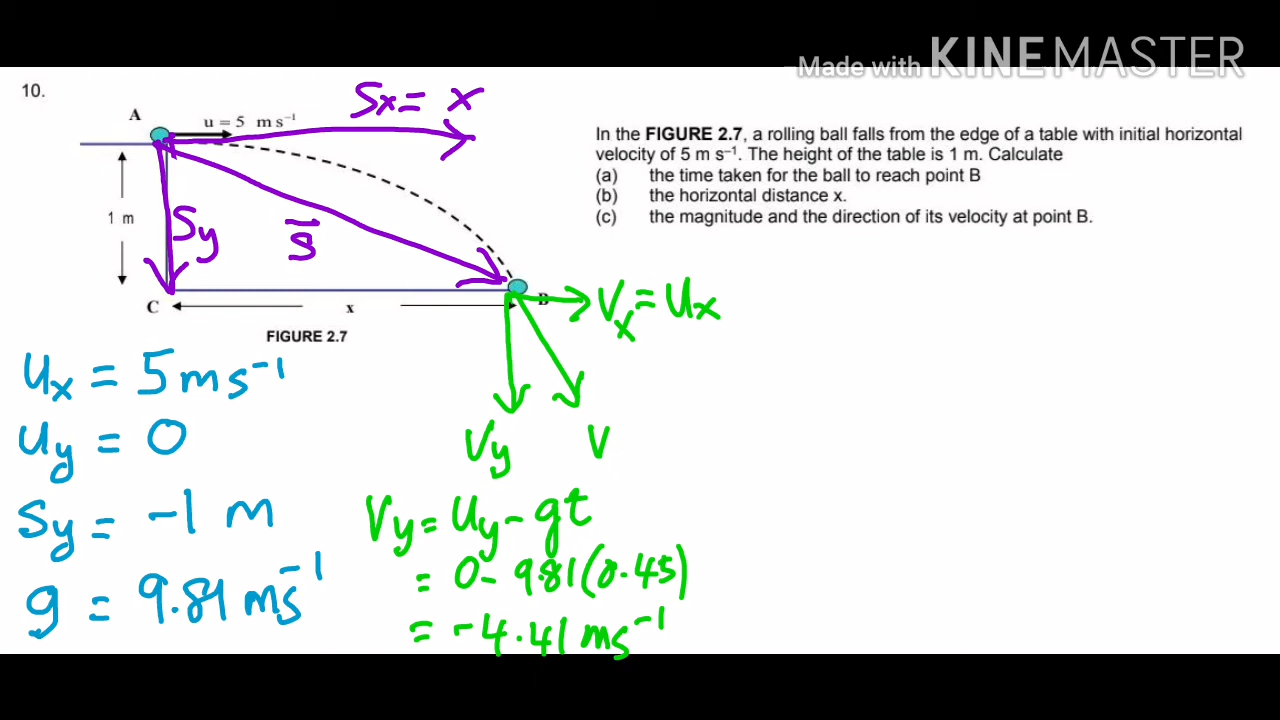 Made with KINEMASTER
10.
A
u = 5 m s⁻¹
Sx = x
In the FIGURE 2.7, a rolling ball falls from the edge of a table with initial horizontal
velocity of 5 m s⁻¹. The height of the table is 1 m. Calculate
(a) the time taken for the ball to reach point B
(b) the horizontal distance x.
(c) the magnitude and the direction of its velocity at point B.
1 m
Sy
s̅
C
x
B
Vx = Ux
FIGURE 2.7
Ux = 5 ms⁻¹
Uy = 0
Sy = -1 m
g = 9.81 ms⁻¹
Vy
V
Vy = Uy - gt
= 0 - 9.81(0.45)
= -4.41 ms⁻¹